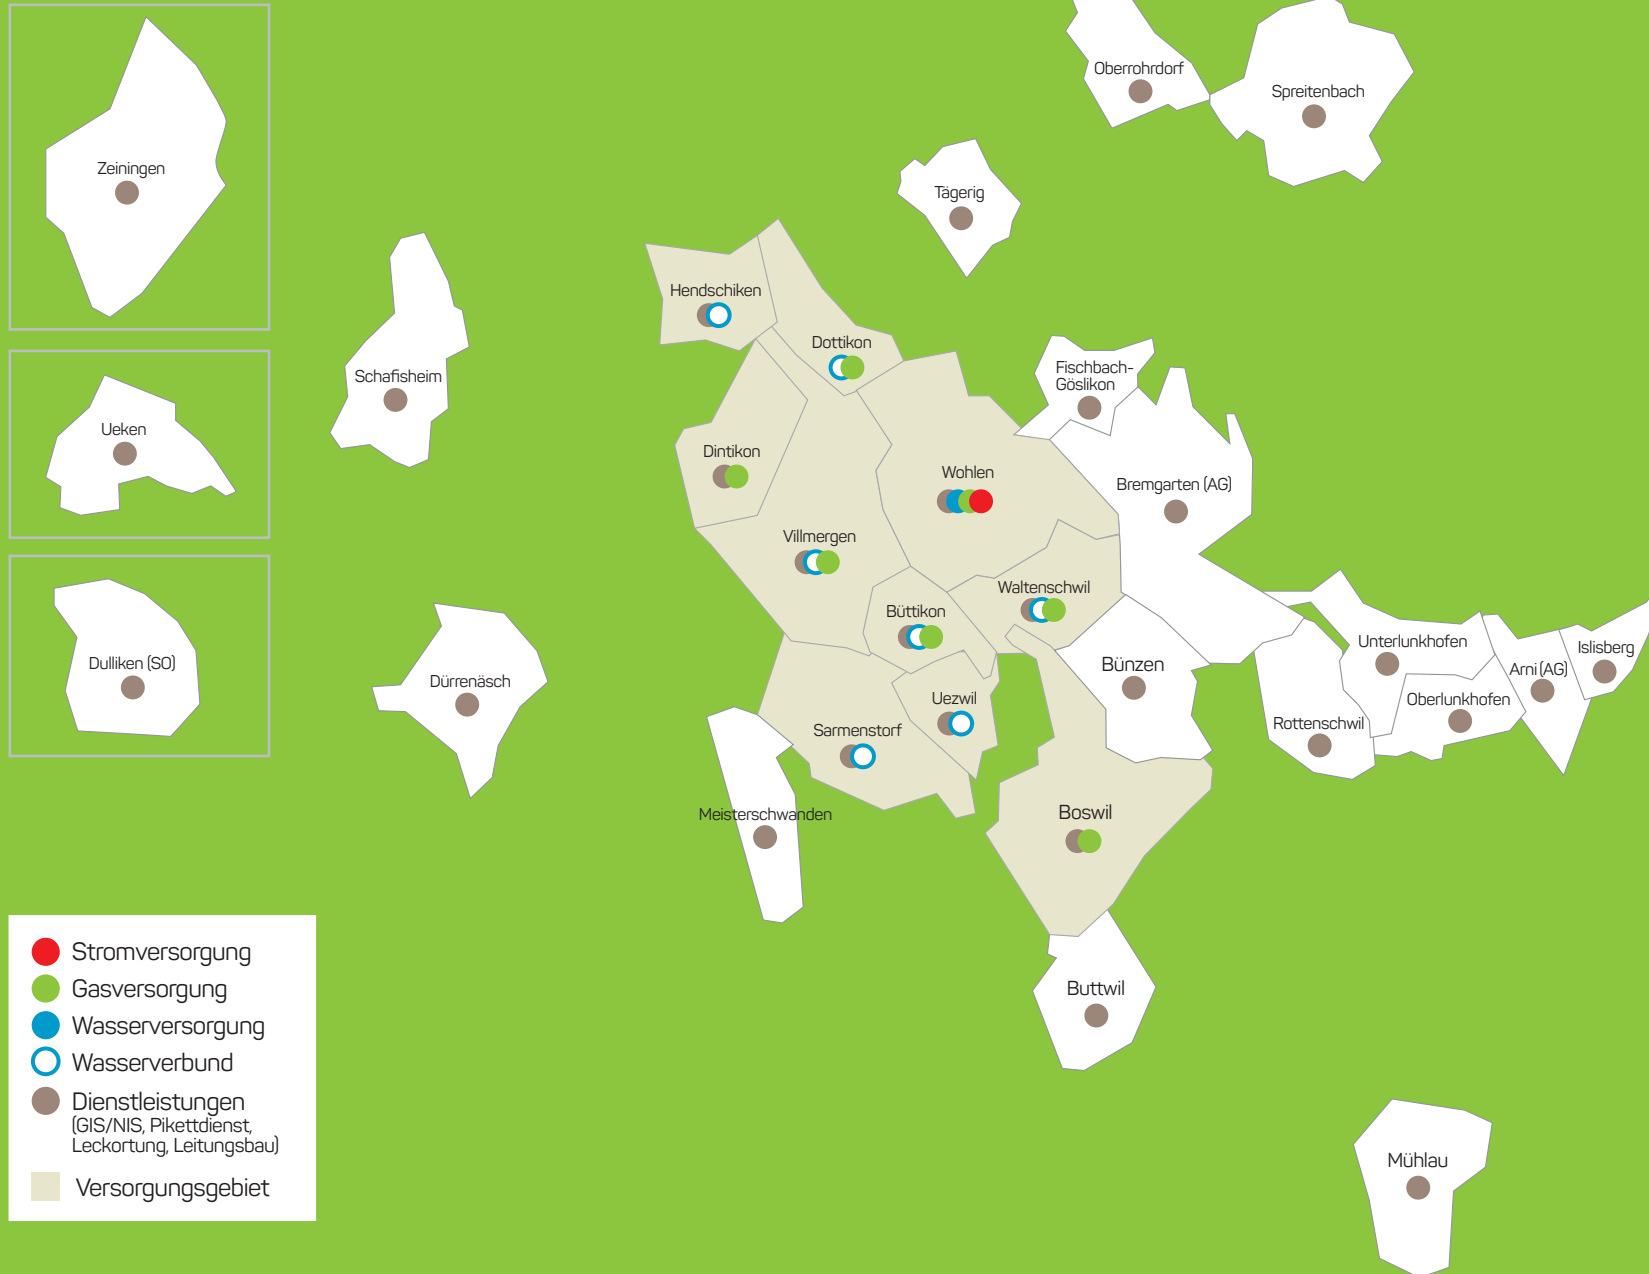 Oberrohrdorf
Spreitenbach
Zeiningen
Tägerig
Hendschiken
Dottikon
Schafisheim
Fischbach-
Göslikon
Ueken
Dintikon
Wohlen
Bremgarten (AG)
Villmergen
Waltenschwil
Büttikon
Dulliken (SO)
Dürrenäsch
Bünzen
Unterlunkhofen
Islisberg
Arni (AG)
Oberlunkhofen
Uezwil
Rottenschwil
Sarmenstorf
Meisterschwanden
Boswil
Buttwil
Mühlau
Stromversorgung
Gasversorgung
Wasserversorgung
Wasserverbund
Dienstleistungen
(GIS/NIS, Pikettdienst,
Leckortung, Leitungsbau)
Versorgungsgebiet